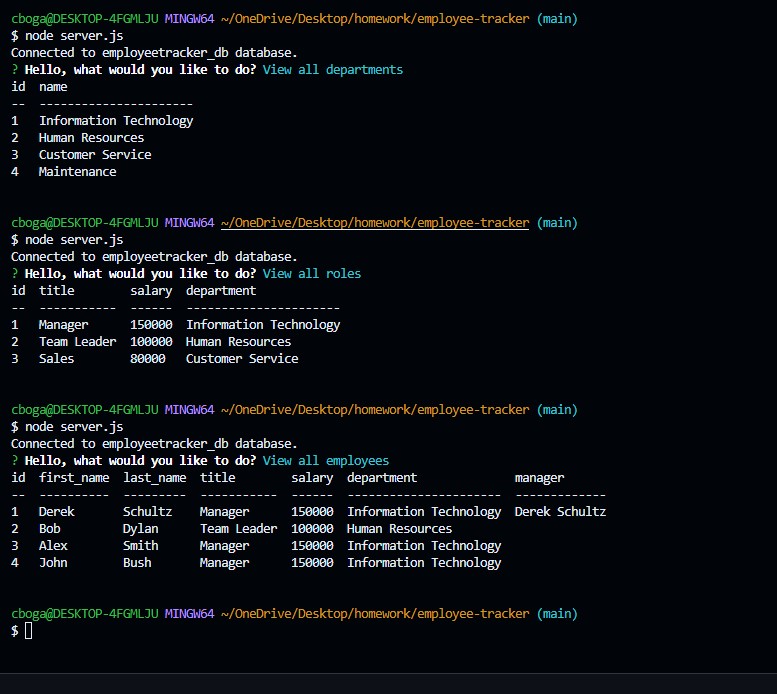 cboga@DESKTOP-4FGMLJU MINGW64 ~/OneDrive/Desktop/homework/employee-tracker (main)
$ node server.js
Connected to employeetracker_db database.
? Hello, what would you like to do? View all departments
id  name
--  ----------------------
1   Information Technology
2   Human Resources
3   Customer Service
4   Maintenance
cboga@DESKTOP-4FGMLJU MINGW64 ~/OneDrive/Desktop/homework/employee-tracker (main)
$ node server.js
Connected to employeetracker_db database.
? Hello, what would you like to do? View all roles
id  title        salary  department
--  -----------  ------  ----------------------
1   Manager      150000  Information Technology
2   Team Leader  100000  Human Resources
3   Sales        80000   Customer Service
cboga@DESKTOP-4FGMLJU MINGW64 ~/OneDrive/Desktop/homework/employee-tracker (main)
$ node server.js
Connected to employeetracker_db database.
? Hello, what would you like to do? View all employees
id  first_name  last_name  title        salary  department              manager
--  ----------  ---------  -----------  ------  ----------------------  -------------
1   Derek       Schultz    Manager      150000  Information Technology  Derek Schultz
2   Bob         Dylan      Team Leader  100000  Human Resources
3   Alex        Smith      Manager      150000  Information Technology
4   John        Bush       Manager      150000  Information Technology
cboga@DESKTOP-4FGMLJU MINGW64 ~/OneDrive/Desktop/homework/employee-tracker (main)
$